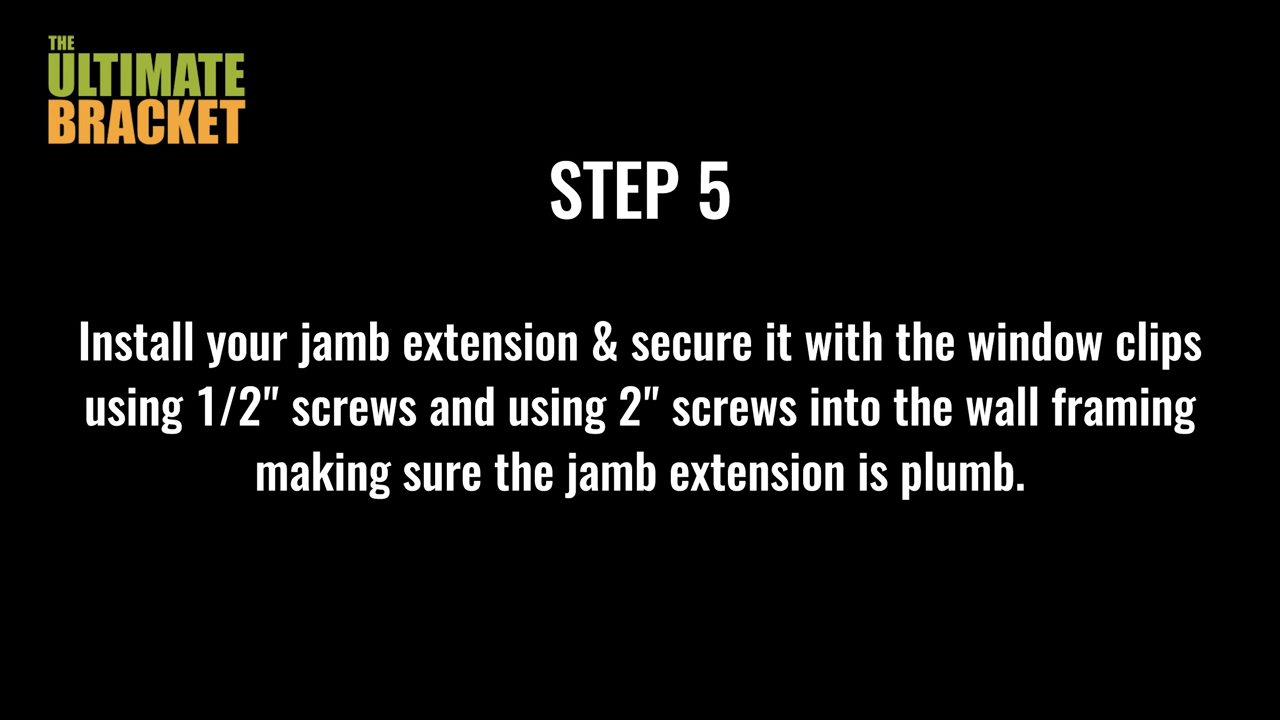 THE
ULTIMATE
BRACKET
STEP 5
Install your jamb extension & secure it with the window clips
using 1/2" screws and using 2" screws into the wall framing
making sure the jamb extension is plumb.